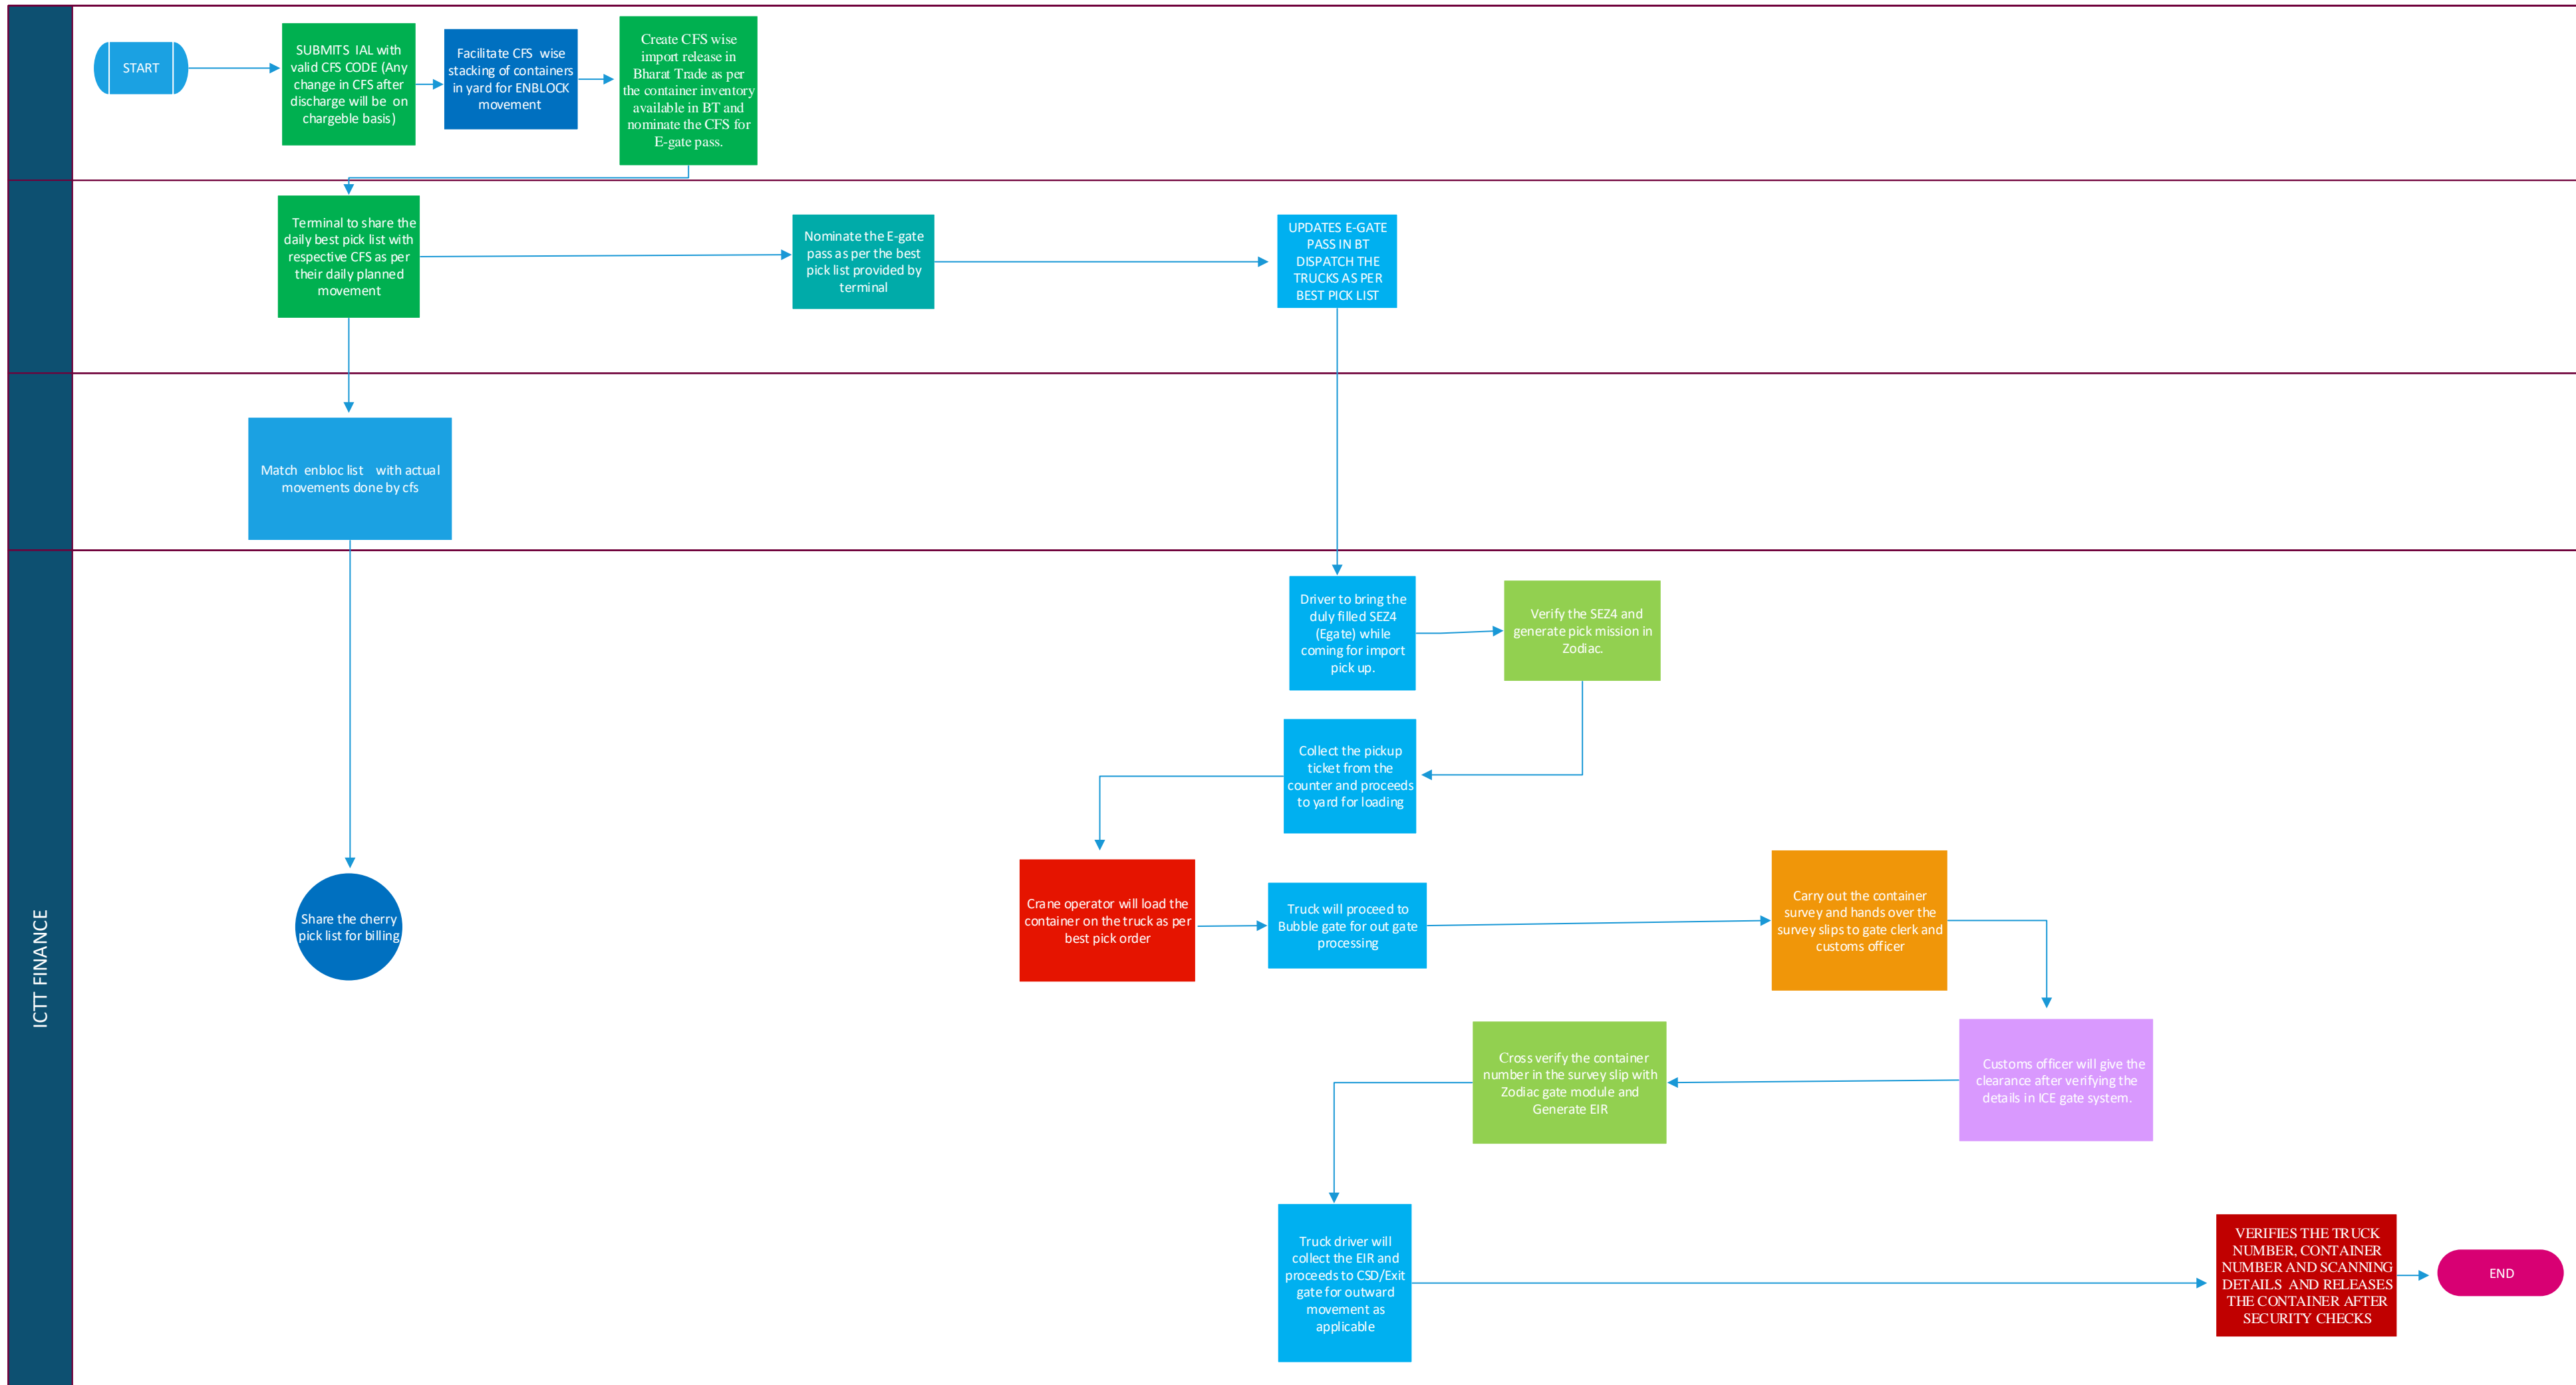 START
SUBMITS IAL with
valid CFS CODE (Any
change in CFS after
discharge will be on
chargeble basis)
Facilitate CFS wise
stacking of containers
in yard for ENBLOCK
movement
Create CFS wise
import release in
Bharat Trade as per
the container inventory
available in BT and
nominate the CFS for
E-gate pass.
Terminal to share the
daily best pick list with
respective CFS as per
their daily planned
movement
Nominate the E-gate
pass as per the best
pick list provided by
terminal
UPDATES E-GATE
PASS IN BT
DISPATCH THE
TRUCKS AS PER
BEST PICK LIST
Match enbloc list with actual
movements done by cfs
ICTT FINANCE
Driver to bring the
duly filled SEZ4
(Egate) while
coming for import
pick up.
Verify the SEZ4 and
generate pick mission in
Zodiac.
Collect the pickup
ticket from the
counter and proceeds
to yard for loading
Share the cherry
pick list for billing
Crane operator will load the
container on the truck as per
best pick order
Truck will proceed to
Bubble gate for out gate
processing
Carry out the container
survey and hands over the
survey slips to gate clerk and
customs officer
Cross verify the container
number in the survey slip with
Zodiac gate module and
Generate EIR
Customs officer will give the
clearance after verifying the
details in ICE gate system.
Truck driver will
collect the EIR and
proceeds to CSD/Exit
gate for outward
movement as
applicable
VERIFIES THE TRUCK
NUMBER, CONTAINER
NUMBER AND SCANNING
DETAILS AND RELEASES
THE CONTAINER AFTER
SECURITY CHECKS
END